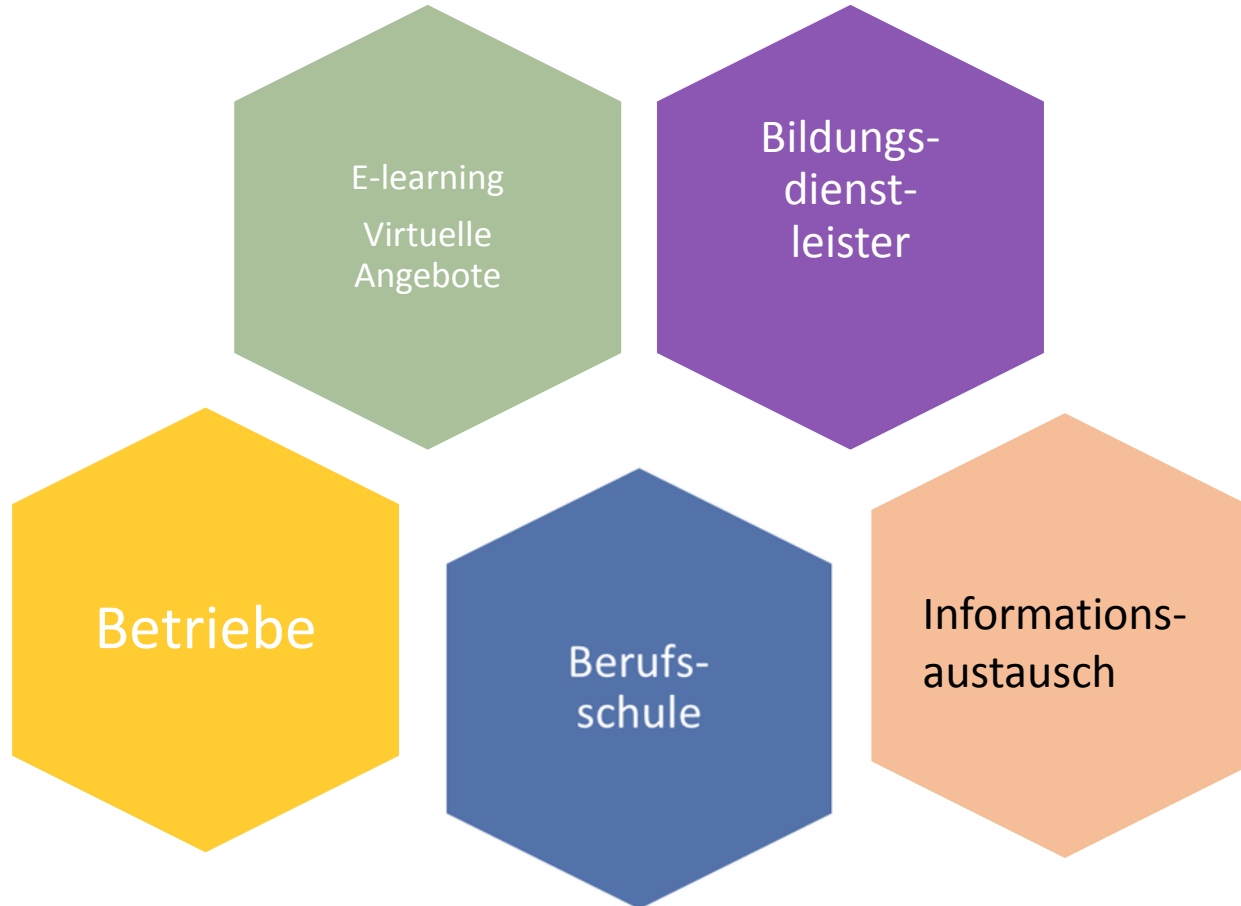 E-learning
Virtuelle
Angebote
Bildungs-
dienst-
leister
Betriebe
Berufs-
schule
Informations-
austausch